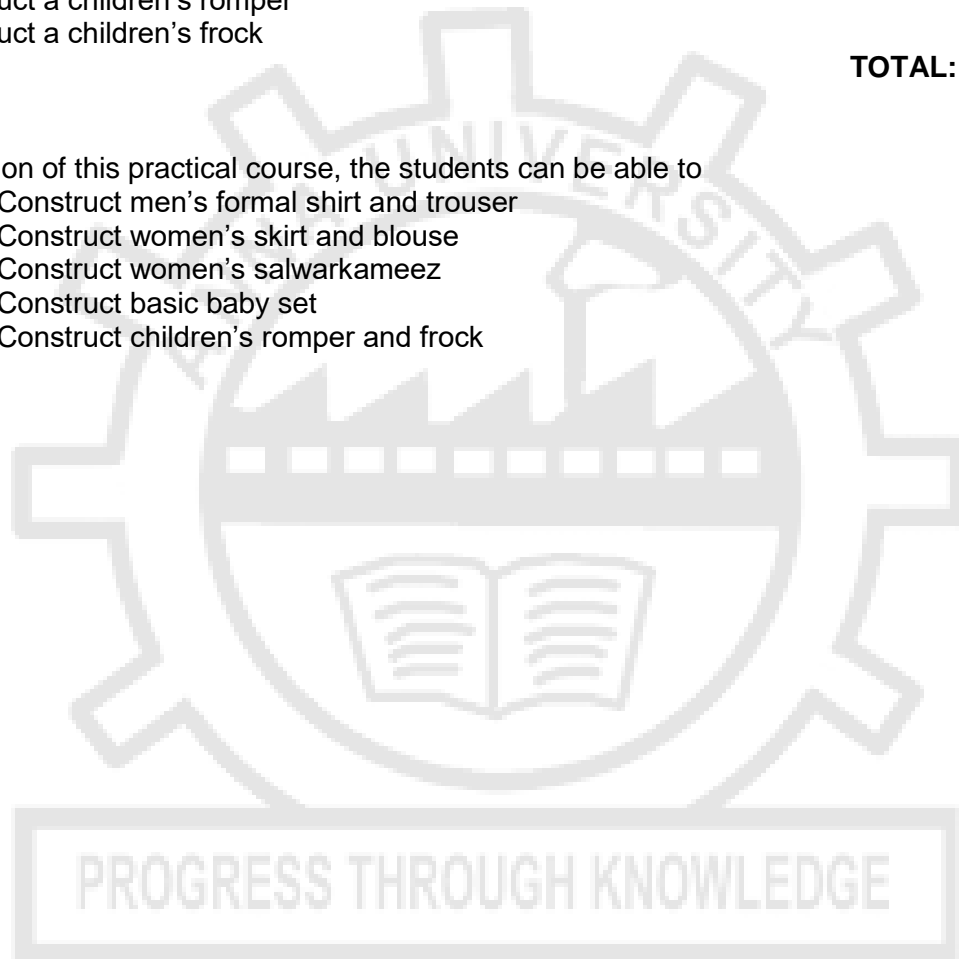 uct a children's romper
uct a children's frock
TOTAL:
on of this practical course, the students can be able to
Construct men's formal shirt and trouser
Construct women's skirt and blouse
Construct women's salwarkameez
Construct basic baby set
Construct children's romper and frock
ANNA UNIVERSITY
PROGRESS THROUGH KNOWLEDGE